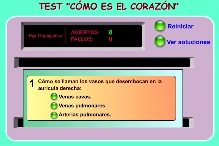 TEST "CÓMO ES EL CORAZÓN"
ACIERTOS: 0
FALLOS: 0
Reiniciar
Ver soluciones
1 Cómo se llaman los vasos que desembocan en la
aurícula derecha:
Venas cavas.
Venas pulmonares.
Arterias pulmonares.